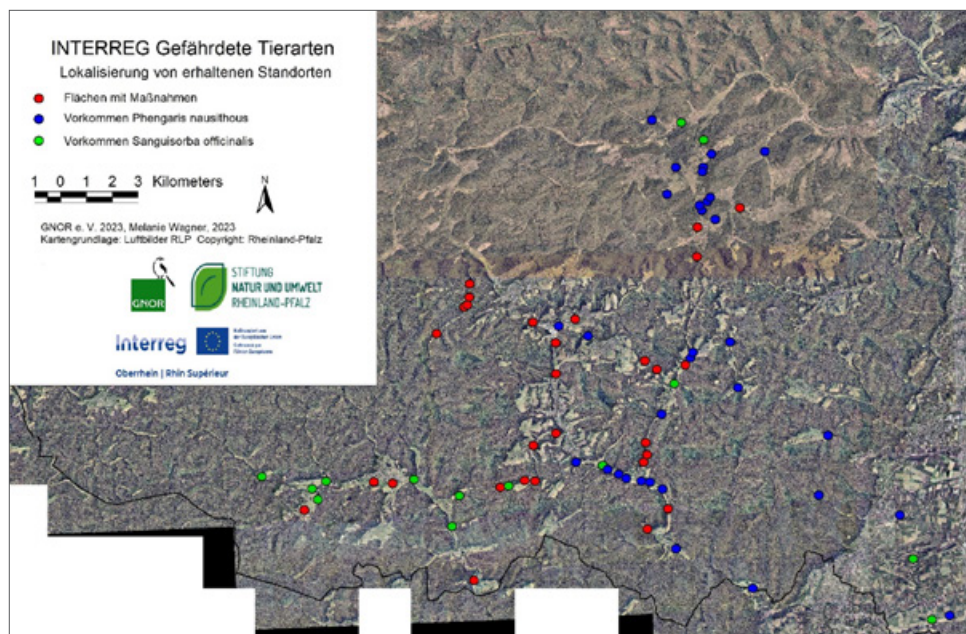 INTERREG Gefährdete Tierarten
Lokalisierung von erhaltenen Standorten
Flächen mit Maßnahmen
Vorkommen Phengaris nausithous
Vorkommen Sanguisorba officinalis
1 0 1 2 3 Kilometers
N
GNOR e. V. 2023, Melanie Wagner, 2023
Kartengrundlage: Luftbilder RLP Copyright: Rheinland-Pfalz
GNOR
STIFTUNG
NATUR UND UMWELT
RHEINLAND-PFALZ
Interreg
Oberrhein | Rhin Supérieur